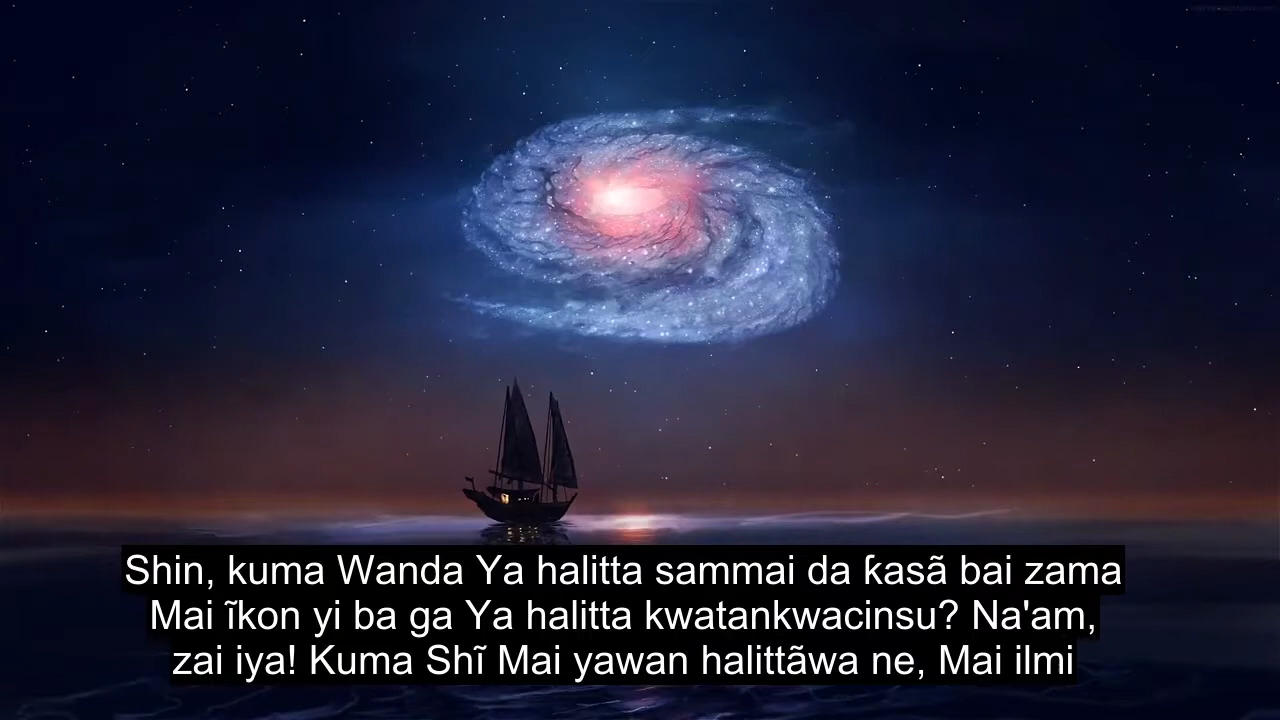 Shin, kuma Wanda Ya halitta sammai da ƙasã bai zama
Mai ĩkon yi ba ga Ya halitta kwatankwacinsu? Na'am,
zai iya! Kuma Shĩ Mai yawan halittãwa ne, Mai ilmi